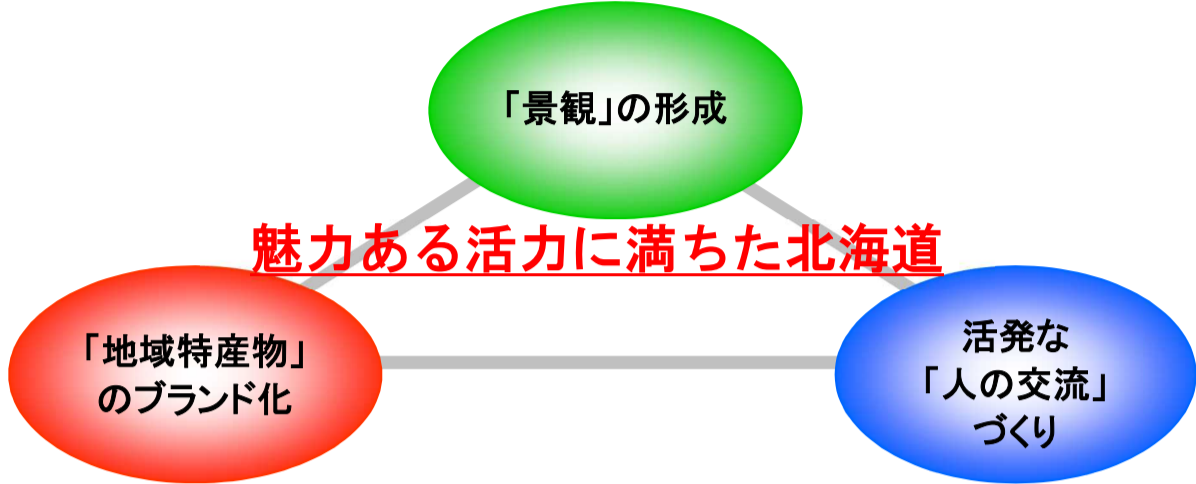 「景観」の形成
魅力ある活力に満ちた北海道
「地域特産物」
のブランド化
活発な
「人の交流」
づくり